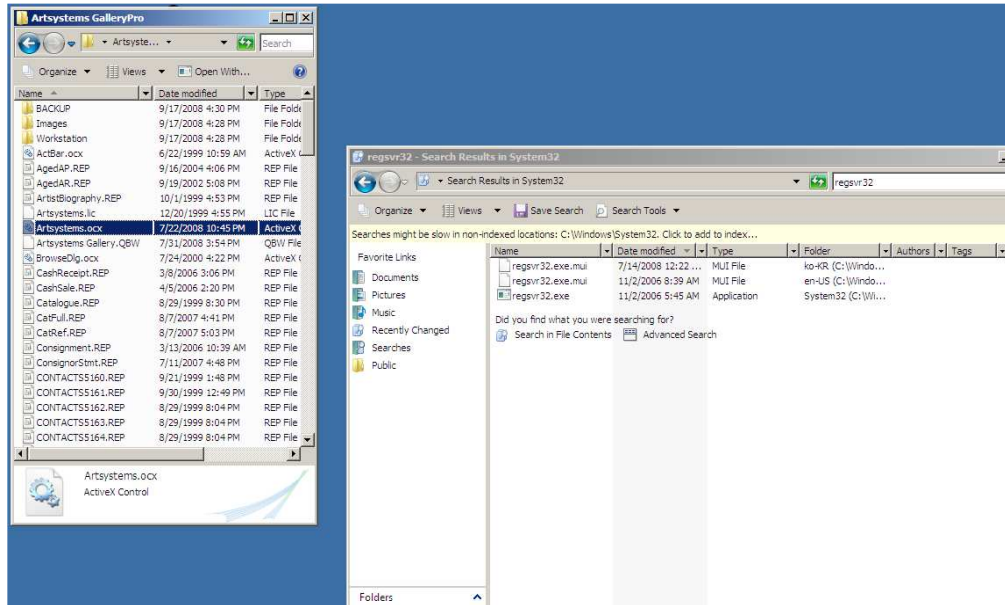 Artsystems GalleryPro
Artsyste...
Search
Organize Views Open With...
Name Date modified Type
BACKUP 9/17/2008 4:30 PM File Folde
Images 9/17/2008 4:28 PM File Folde
Workstation 9/17/2008 4:28 PM File Folde
ActBar.ocx 6/22/1999 10:59 AM ActiveX C
AgedAP.REP 9/16/2004 4:06 PM REP File
AgedAR.REP 9/19/2002 5:08 PM REP File
ArtistBiography.REP 10/1/1999 4:53 PM REP File
Artsystems.lic 12/20/1999 4:55 PM LIC File
Artsystems.ocx 7/22/2008 10:45 PM ActiveX C
Artsystems Gallery.QBW 7/31/2008 3:54 PM QBW File
BrowseDlg.ocx 7/24/2000 4:22 PM ActiveX C
CashReceipt.REP 3/8/2006 3:06 PM REP File
CashSale.REP 4/5/2006 2:20 PM REP File
Catalogue.REP 8/29/1999 8:30 PM REP File
CatFull.REP 8/7/2007 4:41 PM REP File
CatRef.REP 8/7/2007 5:03 PM REP File
Consignment.REP 3/13/2006 10:39 AM REP File
ConsignorStmt.REP 7/11/2007 4:48 PM REP File
CONTACTS5160.REP 9/21/1999 1:48 PM REP File
CONTACTS5161.REP 9/30/1999 12:49 PM REP File
CONTACTS5162.REP 8/29/1999 8:04 PM REP File
CONTACTS5163.REP 8/29/1999 8:04 PM REP File
CONTACTS5164.REP 8/29/1999 8:04 PM REP File
Artsystems.ocx
ActiveX Control
regsvr32 - Search Results in System32
Search Results in System32
regsvr32
Organize Views Save Search Search Tools
Searches might be slow in non-indexed locations: C:\Windows\System32. Click to add to index...
Favorite Links
Documents
Pictures
Music
Recently Changed
Searches
Public
Folders
Name Date modified Type Folder Authors Tags
regsvr32.exe.mui 7/14/2008 12:22 ... MUI File ko-KR (C:\Windo...
regsvr32.exe.mui 11/2/2006 8:39 AM MUI File en-US (C:\Windo...
regsvr32.exe 11/2/2006 5:45 AM Application System32 (C:\Wi...
Did you find what you were searching for?
Search in File Contents Advanced Search